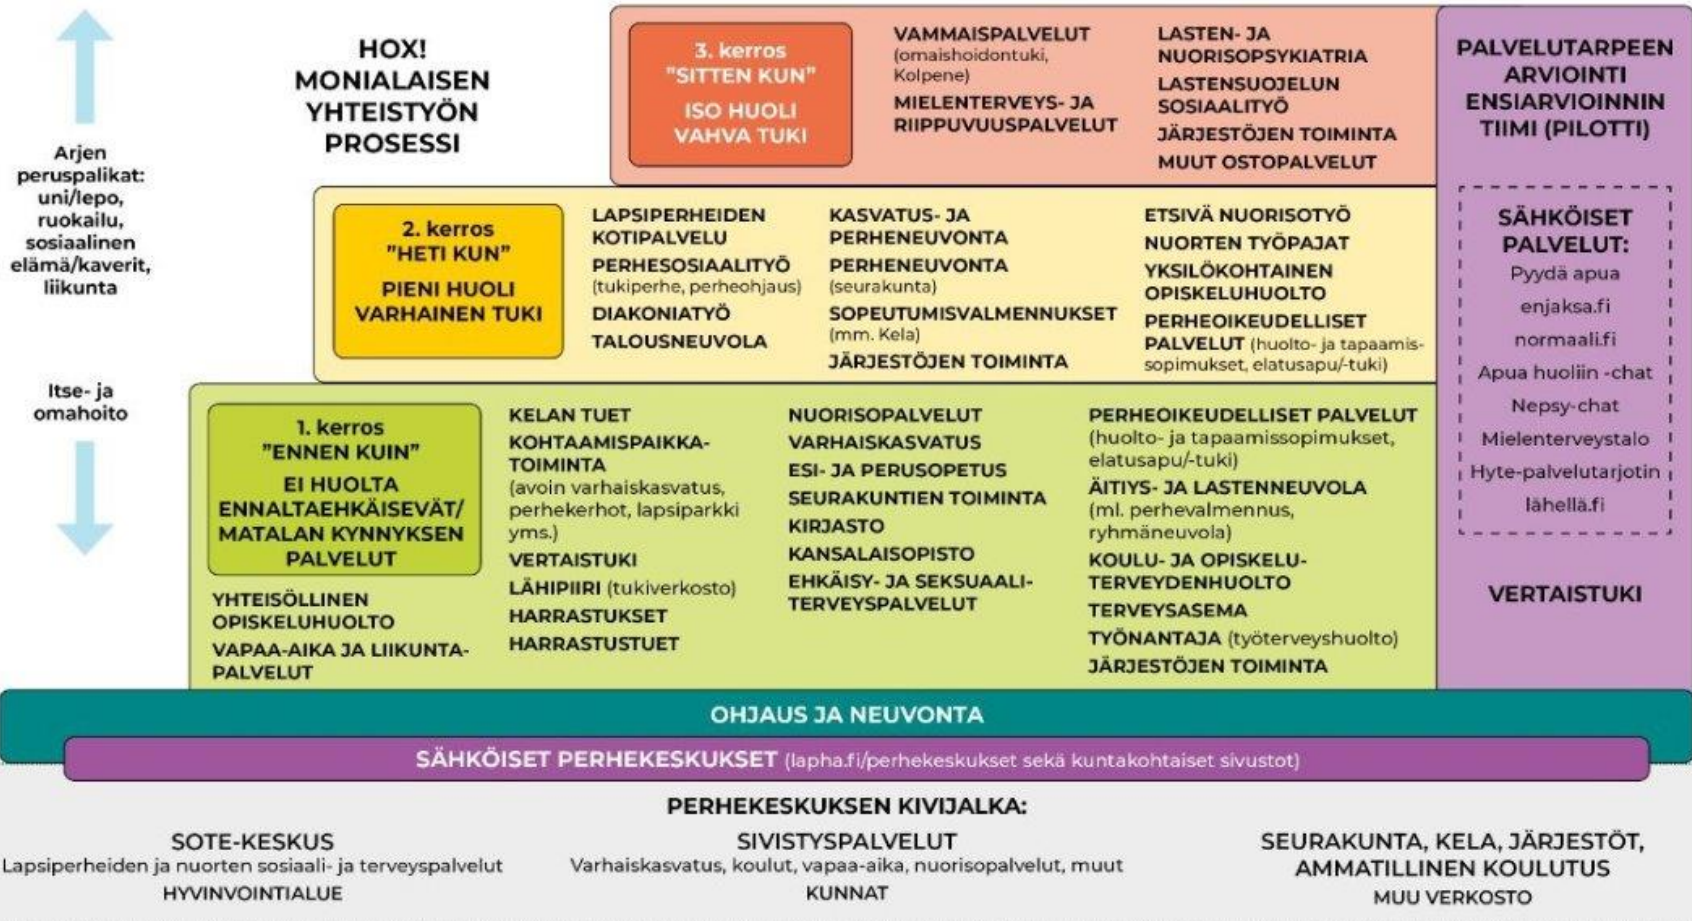 HOX!
MONIALAISEN
YHTEISTYÖN
PROSESSI
Arjen
peruspalikat:
uni/lepo,
ruokailu,
sosiaalinen
elämä/kaverit,
liikunta
Itse- ja
omahoito
3. kerros
"SITTEN KUN"
ISO HUOLI
VAHVA TUKI
VAMMAISPALVELUT
(omaishoidontuki,
Kolpene)
MIELENTERVEYS- JA
RIIPPUVUUSPALVELUT
LASTEN- JA
NUORISOPSYKIATRIA
LASTENSUOJELUN
SOSIAALITYÖ
JÄRJESTÖJEN TOIMINTA
MUUT OSTOPALVELUT
2. kerros
"HETI KUN"
PIENI HUOLI
VARHAINEN TUKI
LAPSIPERHEIDEN
KOTIPALVELU
PERHESOSIAALITYÖ
(tukiperhe, perheohjaus)
DIAKONIATYÖ
TALOUSNEUVOLA
KASVATUS- JA
PERHENEUVONTA
PERHENEUVONTA
(seurakunta)
SOPEUTUMISVALMENNUKSET
(mm. Kela)
JÄRJESTÖJEN TOIMINTA
ETSIVÄ NUORISOTYÖ
NUORTEN TYÖPAJAT
YKSILÖKOHTAINEN
OPISKELUHUOLTO
PERHEOIKEUDELLISET
PALVELUT (huolto- ja tapaamis-
sopimukset, elatusapu/-tuki)
1. kerros
"ENNEN KUIN"
EI HUOLTA
ENNALTAEHKÄISEVÄT/
MATALAN KYNNYKSEN
PALVELUT
YHTEISÖLLINEN
OPISKELUHUOLTO
VAPAA-AIKA JA LIIKUNTA-
PALVELUT
KELAN TUET
KOHTAAMISPAIKKA-
TOIMINTA
(avoin varhaiskasvatus,
perhekerhot, lapsiparkki
yms.)
VERTAISTUKI
LÄHIPIIRI (tukiverkosto)
HARRASTUKSET
HARRASTUSTUET
NUORISOPALVELUT
VARHAISKASVATUS
ESI- JA PERUSOPETUS
SEURAKUNTIEN TOIMINTA
KIRJASTO
KANSALAISOPISTO
EHKÄISY- JA SEKSUAALI-
TERVEYSPALVELUT
PERHEOIKEUDELLISET PALVELUT
(huolto- ja tapaamissopimukset,
elatusapu/-tuki)
ÄITIYS- JA LASTENNEUVOLA
(ml. perhevalmennus,
ryhmäneuvola)
KOULU- JA OPISKELU-
TERVEYDENHUOLTO
TERVEYSASEMA
TYÖNANTAJA (työterveyshuolto)
JÄRJESTÖJEN TOIMINTA
PALVELUTARPEEN
ARVIOINTI
ENSIARVIOINNIN
TIIMI (PILOTTI)
SÄHKÖISET
PALVELUT:
Pyydä apua
enjaksa.fi
normaali.fi
Apua huoliin -chat
Nepsy-chat
Mielenterveystalo
Hyte-palvelutarjotin
lähellä.fi
VERTAISTUKI
OHJAUS JA NEUVONTA
SÄHKÖISET PERHEKESKUKSET (lapha.fi/perhekeskukset sekä kuntakohtaiset sivustot)
PERHEKESKUKSEN KIVIJALKA:
SOTE-KESKUS
Lapsiperheiden ja nuorten sosiaali- ja terveyspalvelut
HYVINVOINTIALUE
SIVISTYSPALVELUT
Varhaiskasvatus, koulut, vapaa-aika, nuorisopalvelut, muut
KUNNAT
SEURAKUNTA, KELA, JÄRJESTÖT,
AMMATILLINEN KOULUTUS
MUU VERKOSTO